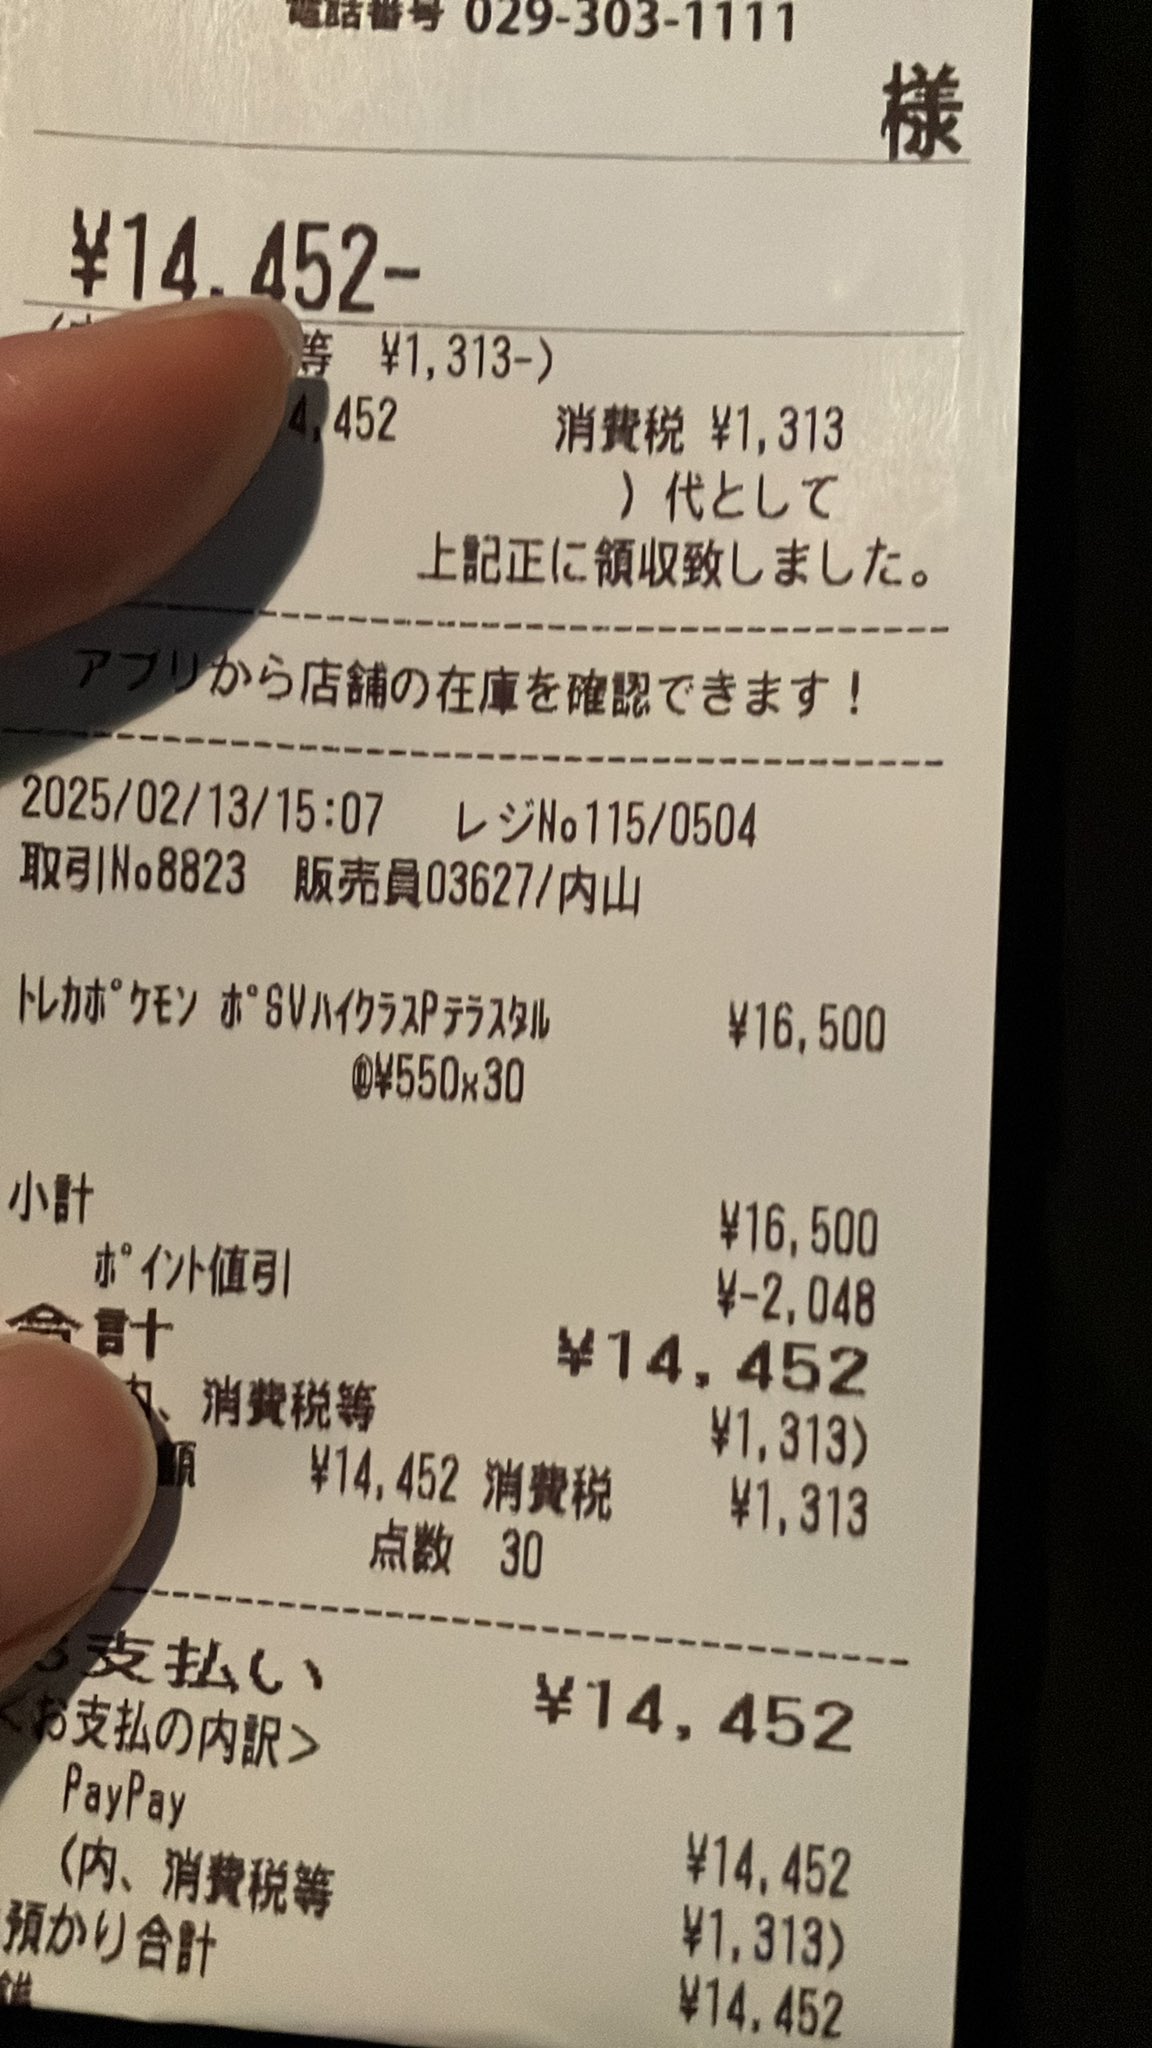 電話番号 029-303-1111
様
¥14,452-
等 ¥1,313-)
4,452 消費税 ¥1,313
) 代として
上記正に領収致しました。
アプリから店舗の在庫を確認できます!
2025/02/13/15:07 レジNo115/0504
取引No8823 販売員03627/内山
トレカポケモン ポSVハイクラスPテラスタル ¥16,500
@¥550x30
小計 ¥16,500
ポイント値引 ¥-2,048
合計 ¥14,452
内、消費税等 ¥1,313)
額 ¥14,452 消費税 ¥1,313
点数 30
お支払い ¥14,452
<お支払の内訳>
PayPay ¥14,452
(内、消費税等 ¥1,313)
預かり合計 ¥14,452